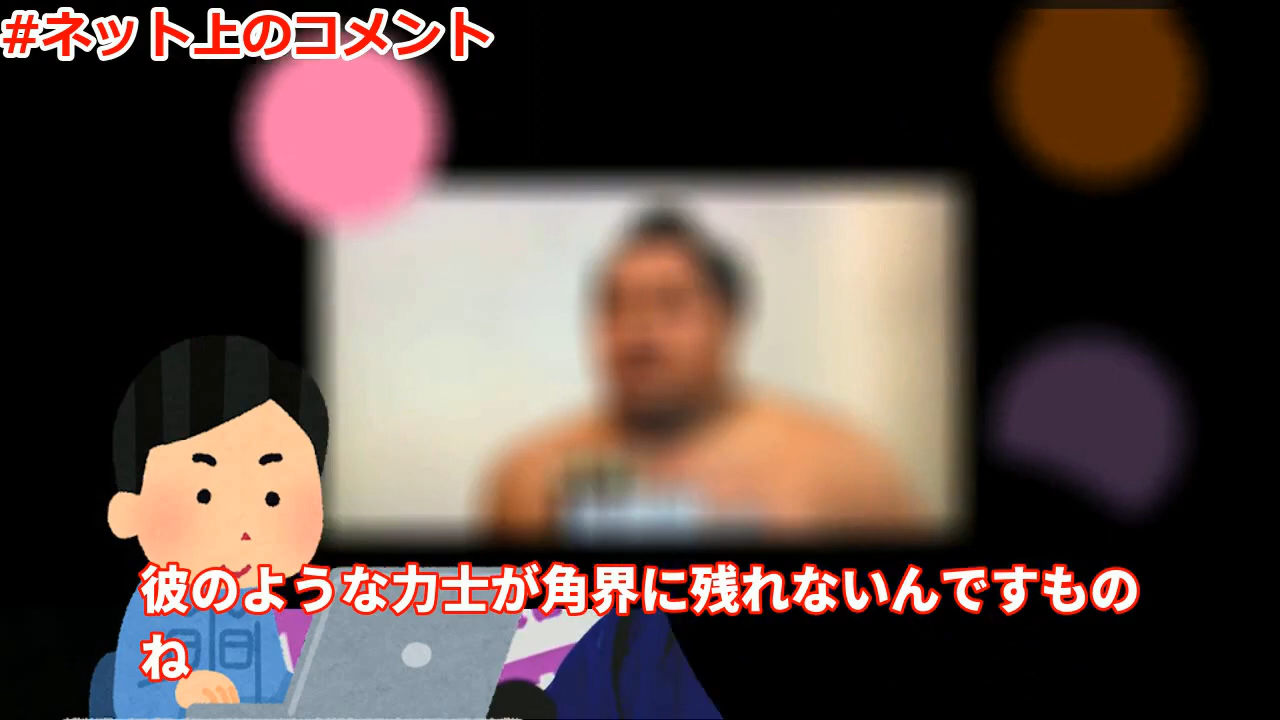 #ネット上のコメント
彼のような力士が角界に残れないんですもの
ね